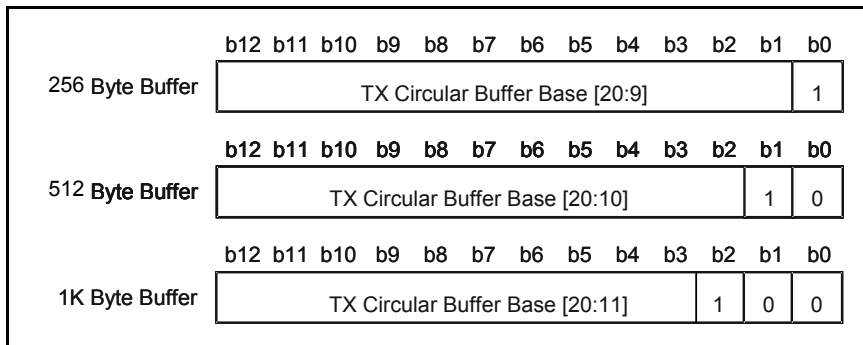 b12 b11 b10 b9 b8 b7 b6 b5 b4 b3 b2 b1 b0
256 Byte Buffer TX Circular Buffer Base [20:9] 1
b12 b11 b10 b9 b8 b7 b6 b5 b4 b3 b2 b1 b0
512 Byte Buffer TX Circular Buffer Base [20:10] 1 0
b12 b11 b10 b9 b8 b7 b6 b5 b4 b3 b2 b1 b0
1K Byte Buffer TX Circular Buffer Base [20:11] 1 0 0